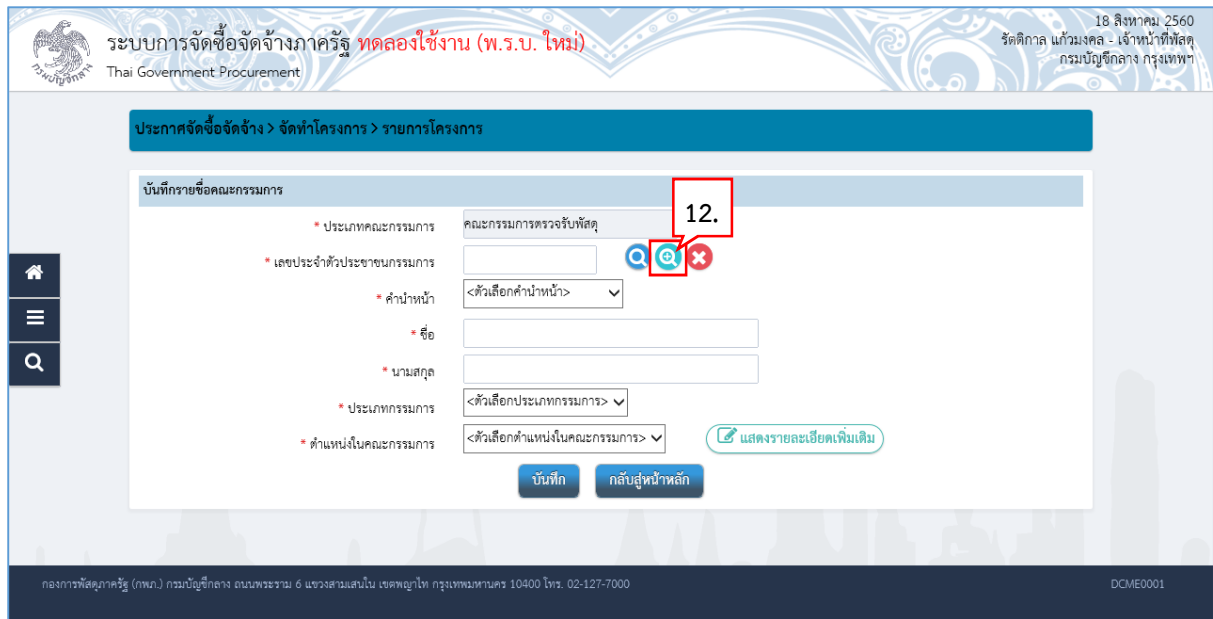 18 สิงหาคม 2560
ระบบการจัดซื้อจัดจ้างภาครัฐ ทดลองใช้งาน (พ.ร.บ. ใหม่)
รัตติกาล แก้วมงคล - เจ้าหน้าที่พัสดุ
กรมบัญชีกลาง กรุงเทพฯ
Thai Government Procurement
ประกาศจัดซื้อจัดจ้าง > จัดทำโครงการ > รายการโครงการ
บันทึกรายชื่อคณะกรรมการ
12.
* ประเภทคณะกรรมการ คณะกรรมการตรวจรับพัสดุ
* เลขประจำตัวประชาชนกรรมการ
* คำนำหน้า <ตัวเลือกคำนำหน้า>
* ชื่อ
* นามสกุล
* ประเภทกรรมการ <ตัวเลือกประเภทกรรมการ>
* ตำแหน่งในคณะกรรมการ <ตัวเลือกตำแหน่งในคณะกรรมการ> แสดงรายละเอียดเพิ่มเติม
บันทึก กลับสู่หน้าหลัก
กองการพัสดุภาครัฐ (กพภ.) กรมบัญชีกลาง ถนนพระราม 6 แขวงสามเสนใน เขตพญาไท กรุงเทพมหานคร 10400 โทร. 02-127-7000 DCME0001